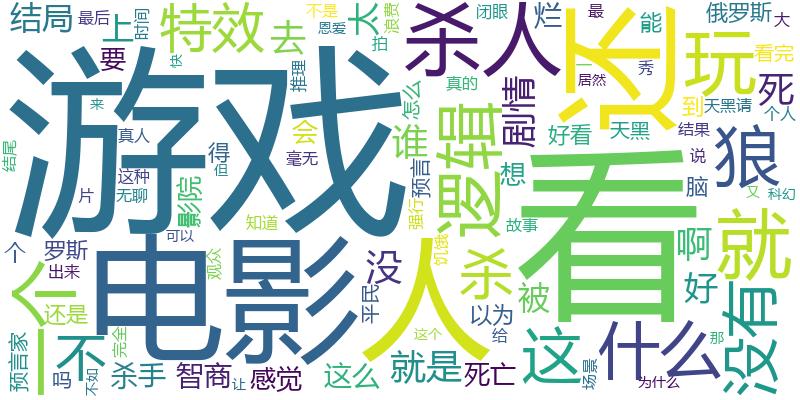 结局
最后
上
时间
特效
去
恩爱
不是
太
拍
浪费
杀人
闭眼
烂
最
能
俄罗斯
大
要
快
推理
还
玩
看完
游戏
真的
剧情
居然
一
秀
到
死
来
会
怎么
谁
逻辑
好看
天黑
天黑请
个人
结尾
真人
得
但
毫无
预言
想
结果
说
狼
这种
片
无聊
影院
知道
强行
杀
故事
看
脑
科幻
又
个
罗斯
电影
可以
观众
没
人
饥饿
被
啊
就
出来
一个
还是
平民
以为
好
没有
预言家
吗
不
完全
不如
杀手
智商
让
感觉
这么
就是
这个
死亡
给
这
场景
什么
那
为什么